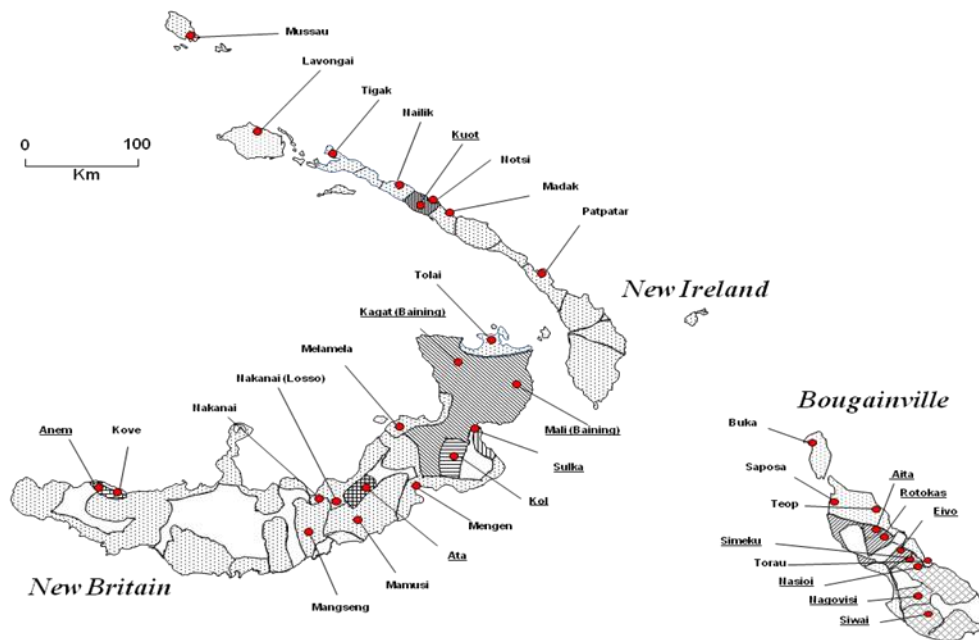 Mussau
Lavongai
Tigak
Nailik
Kuot
0 100
Km
Notsi
Madak
Patpatar
Tolai
New Ireland
Kagat (Baining)
Melamela
Nakanai (Losso)
Bougainville
Nakanai
Buka
Anem Kove
Mali (Baining)
Saposa
Aita
Sulka
Teop
Rotokas
Kol
Eivo
Mengen
Simeku
Ata
Torau
New Britain
Mamusi
Nasioi
Mangseng
Nagovisi
Siwai